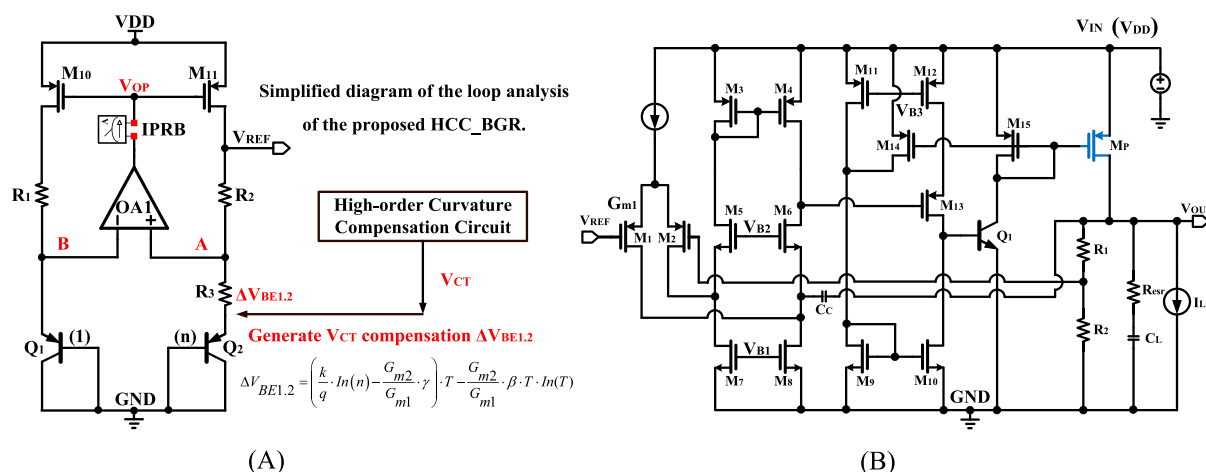 VDD
M10
VOP
M11
IPRB
VREF
R1
R2
OA1
B
A
R3
ΔVBE1.2
Q1
(1)
(n)
Q2
GND
Simplified diagram of the loop analysis
of the proposed HCC_BGR.
High-order Curvature
Compensation Circuit
VCT
Generate VCT compensation ΔVBE1.2
ΔVBE1.2 = (k/q · In(n) − Gm2/Gm1 · γ) · T − Gm2/Gm1 · β · T · In(T)
(A)
VIN (VDD)
M3
M4
M11
M12
VB3
M14
M15
MP
Gm1
VREF
M1
M2
M5
VB2
M6
M13
Q1
VOU
R1
R2
Resr
CL
IL
CC
M7
VB1
M8
M9
M10
GND
(B)